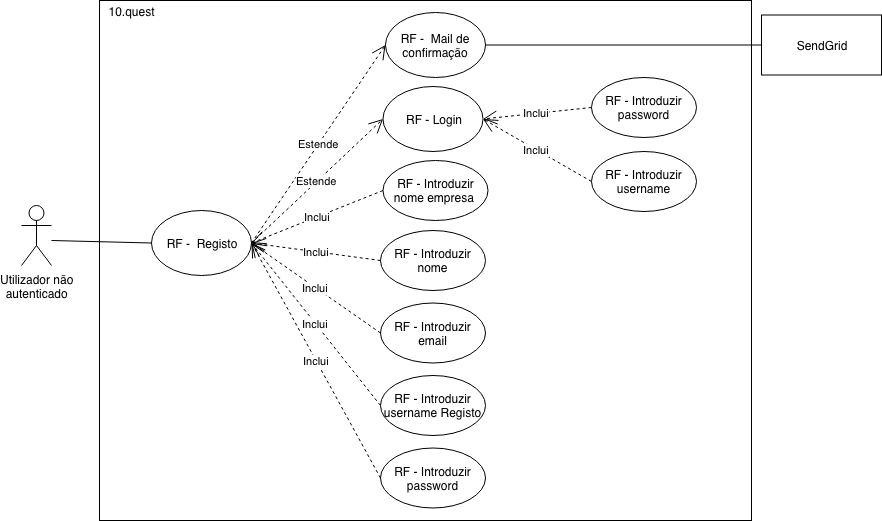 10.quest
RF - Mail de
confirmação
SendGrid
RF - Login
Inclui
RF - Introduzir
password
Inclui
RF - Introduzir
username
Estende
Estende
RF - Introduzir
nome empresa
Inclui
RF - Registo
Utilizador não
autenticado
Inclui
RF - Introduzir
nome
Inclui
RF - Introduzir
email
Inclui
RF - Introduzir
username Registo
Inclui
RF - Introduzir
password